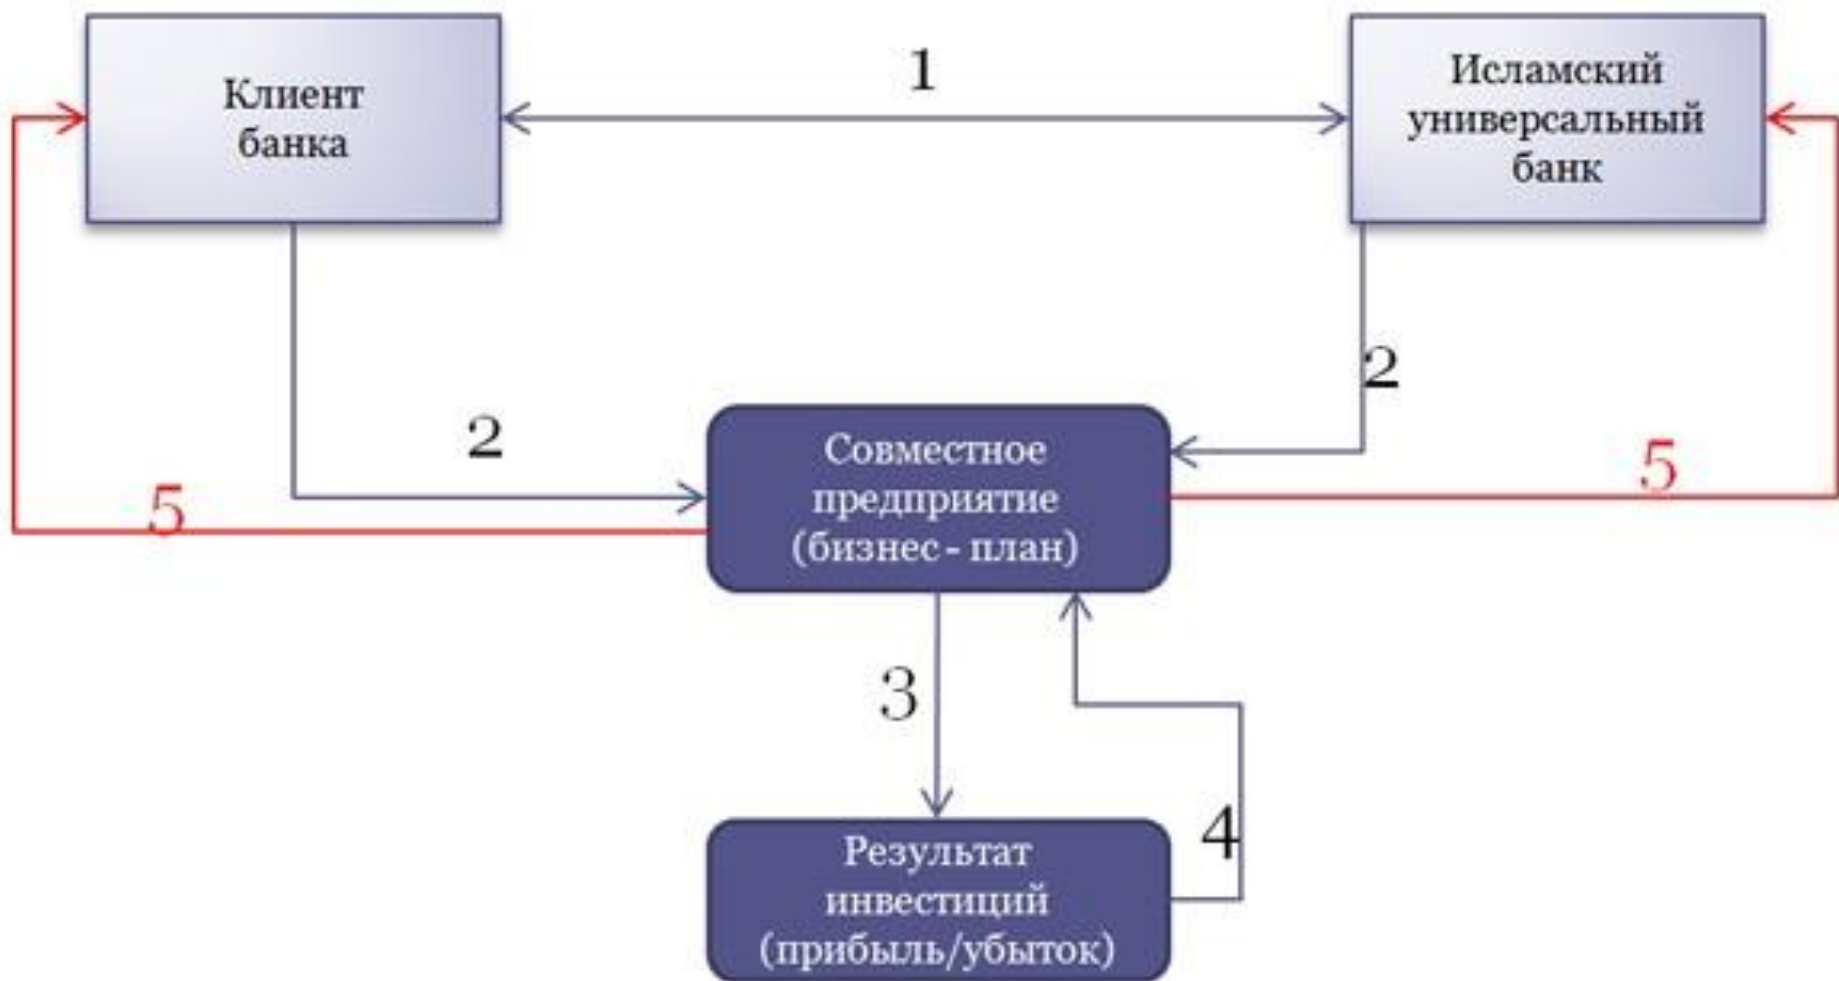 Клиент
банка
1
Исламский
универсальный
банк
2
2
5
5
Совместное
предприятие
(бизнес- план)
3
4
Результат
инвестиций
(прибыль/убыток)